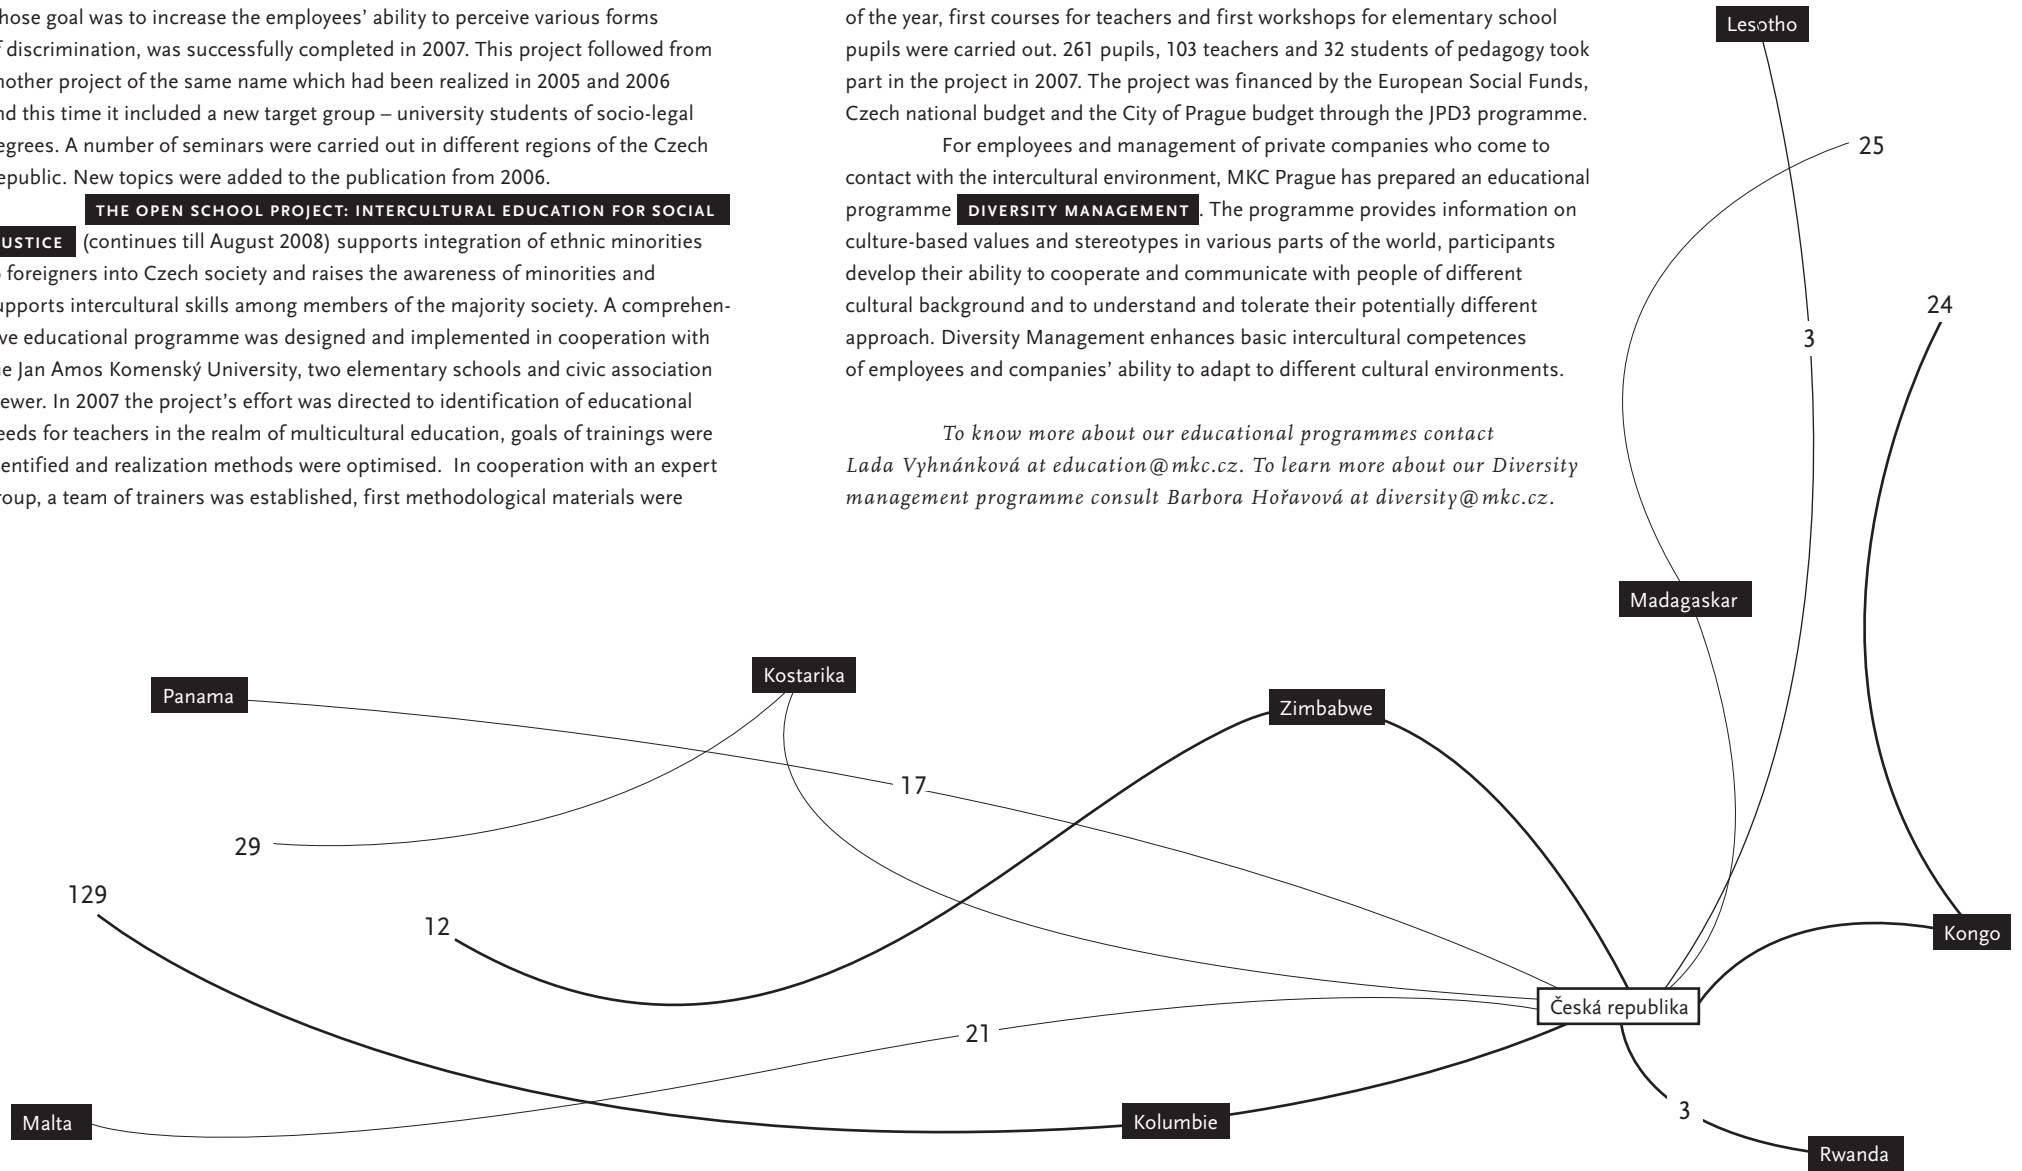 hose goal was to increase the employees’ ability to perceive various forms
f discrimination, was successfully completed in 2007. This project followed from
nother project of the same name which had been realized in 2005 and 2006
nd this time it included a new target group – university students of socio-legal
egrees. A number of seminars were carried out in different regions of the Czech
epublic. New topics were added to the publication from 2006.
THE OPEN SCHOOL PROJECT: INTERCULTURAL EDUCATION FOR SOCIAL
USTICE (continues till August 2008) supports integration of ethnic minorities
o foreigners into Czech society and raises the awareness of minorities and
upports intercultural skills among members of the majority society. A comprehen-
ve educational programme was designed and implemented in cooperation with
ne Jan Amos Komenský University, two elementary schools and civic association
ewer. In 2007 the project’s effort was directed to identification of educational
eeds for teachers in the realm of multicultural education, goals of trainings were
entified and realization methods were optimised. In cooperation with an expert
roup, a team of trainers was established, first methodological materials were
of the year, first courses for teachers and first workshops for elementary school
pupils were carried out. 261 pupils, 103 teachers and 32 students of pedagogy took
part in the project in 2007. The project was financed by the European Social Funds,
Czech national budget and the City of Prague budget through the JPD3 programme.
For employees and management of private companies who come to
contact with the intercultural environment, MKC Prague has prepared an educational
programme DIVERSITY MANAGEMENT. The programme provides information on
culture-based values and stereotypes in various parts of the world, participants
develop their ability to cooperate and communicate with people of different
cultural background and to understand and tolerate their potentially different
approach. Diversity Management enhances basic intercultural competences
of employees and companies’ ability to adapt to different cultural environments.
To know more about our educational programmes contact
Lada Vyhnánková at education@mkc.cz. To learn more about our Diversity
management programme consult Barbora Hořavová at diversity@mkc.cz.
Lesotho
25
24
3
Madagaskar
Kostarika
Panama
Zimbabwe
17
29
129
12
Kongo
Česká republika
21
3
Malta
Kolumbie
Rwanda